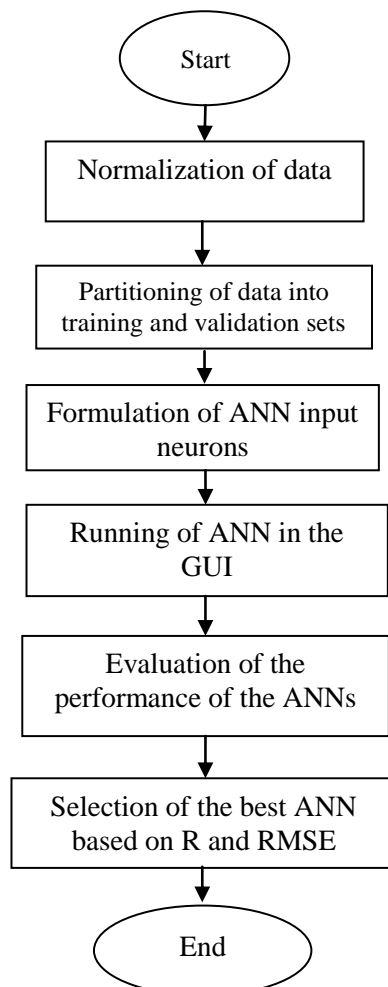 Start
Normalization of data
Partitioning of data into
training and validation sets
Formulation of ANN input
neurons
Running of ANN in the
GUI
Evaluation of the
performance of the ANNs
Selection of the best ANN
based on R and RMSE
End